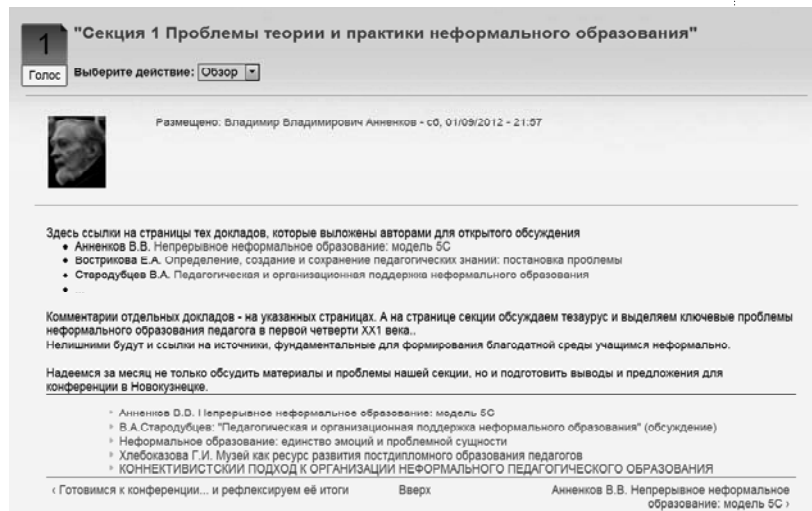 1
"Секция 1 Проблемы теории и практики неформального образования"
Голос
Выберите действие: Обзор
Размещено: Владимир Владимирович Анненков - сб, 01/09/2012 - 21:57
Здесь ссылки на страницы тех докладов, которые выложены авторами для открытого обсуждения
• Анненков В.В. Непрерывное неформальное образование: модель 5С
• Вострикова Е.А. Определение, создание и сохранение педагогических знаний: постановка проблемы
• Стародубцев В.А. Педагогическая и организационная поддержка неформального образования
• ...
Комментарии отдельных докладов - на указанных страницах. А на странице секции обсуждаем тезаурус и выделяем ключевые проблемы
неформального образования педагога в первой четверти XX1 века..
Нелишними будут и ссылки на источники, фундаментальные для формирования благодатной среды учащимся неформально.
Надеемся за месяц не только обсудить материалы и проблемы нашей секции, но и подготовить выводы и предложения для
конференции в Новокузнецке.
Анненков В.В. Непрерывное неформальное образование: модель 5С
В.А.Стародубцев: "Педагогическая и организационная поддержка неформального образования" (обсуждение)
Неформальное образование: единство эмоций и проблемной сущности
Хлебоказова Г.И. Музей как ресурс развития постдипломного образования педагогов
КОННЕКТИВИСТСКИЙ ПОДХОД К ОРГАНИЗАЦИИ НЕФОРМАЛЬНОГО ПЕДАГОГИЧЕСКОГО ОБРАЗОВАНИЯ
‹ Готовимся к конференции... и рефлексируем её итоги
Вверх
Анненков В.В. Непрерывное неформальное
образование: модель 5С ›